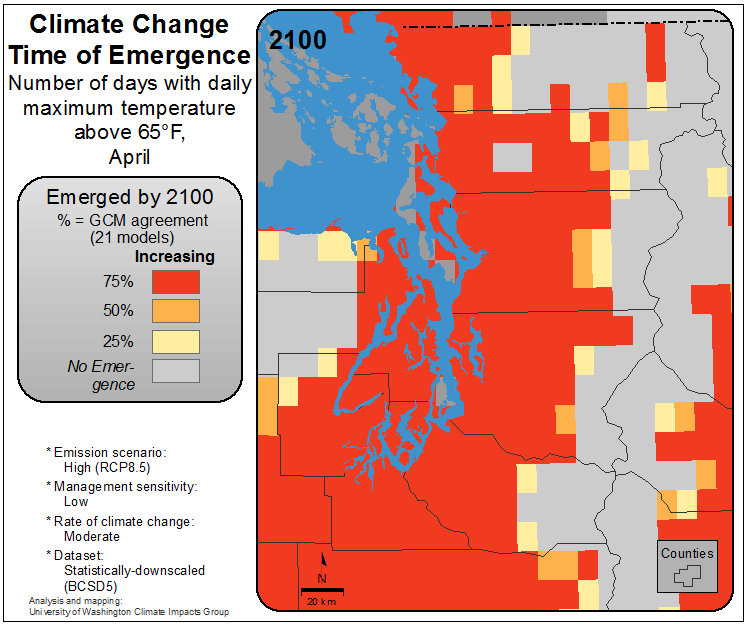 Climate Change
Time of Emergence
Number of days with daily
maximum temperature
above 65°F,
April
Emerged by 2100
% = GCM agreement
(21 models)
Increasing
75%
50%
25%
No Emer-
gence
* Emission scenario:
High (RCP8.5)
* Management sensitivity:
Low
* Rate of climate change:
Moderate
* Dataset:
Statistically-downscaled
(BCSD5)
Analysis and mapping:
University of Washington Climate Impacts Group
2100
N
20 km
Counties